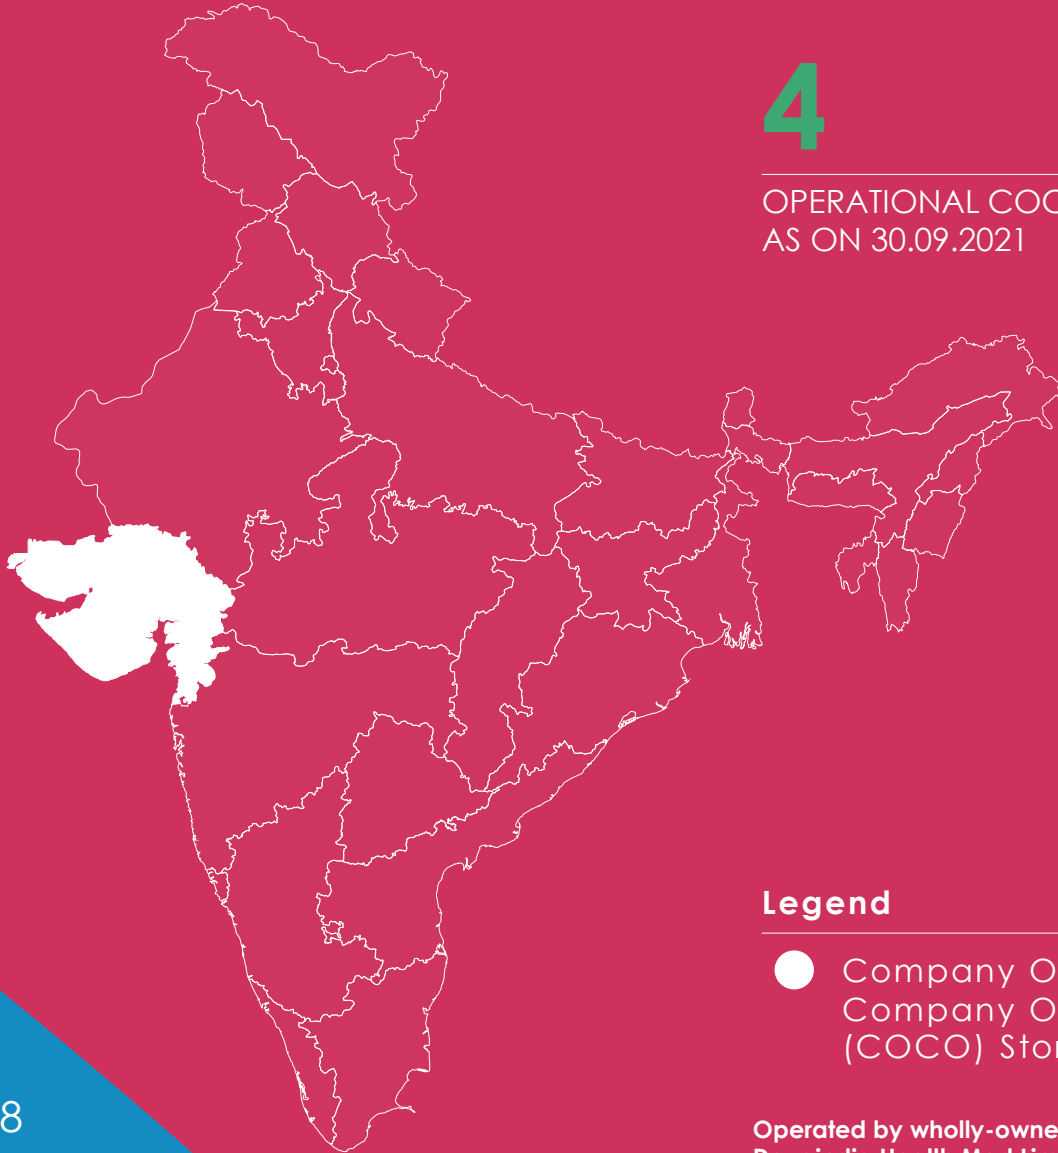 4
OPERATIONAL COC
AS ON 30.09.2021
Legend
Company O
Company O
(COCO) Stor
8
Operated by wholly-owne